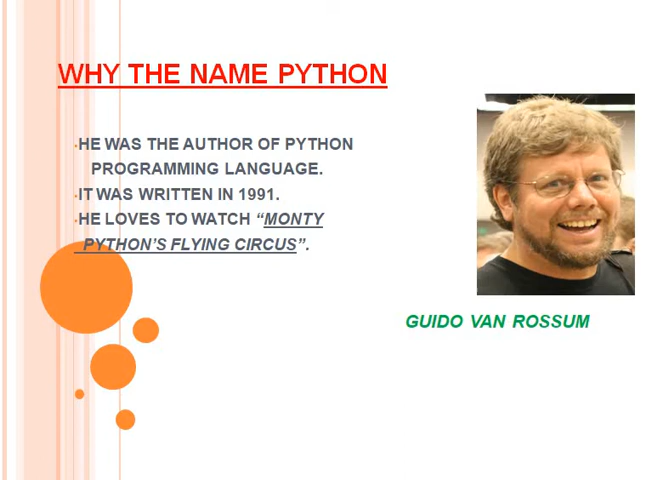 WHY THE NAME PYTHON
HE WAS THE AUTHOR OF PYTHON
PROGRAMMING LANGUAGE.
IT WAS WRITTEN IN 1991.
HE LOVES TO WATCH “MONTY
PYTHON’S FLYING CIRCUS”.
GUIDO VAN ROSSUM